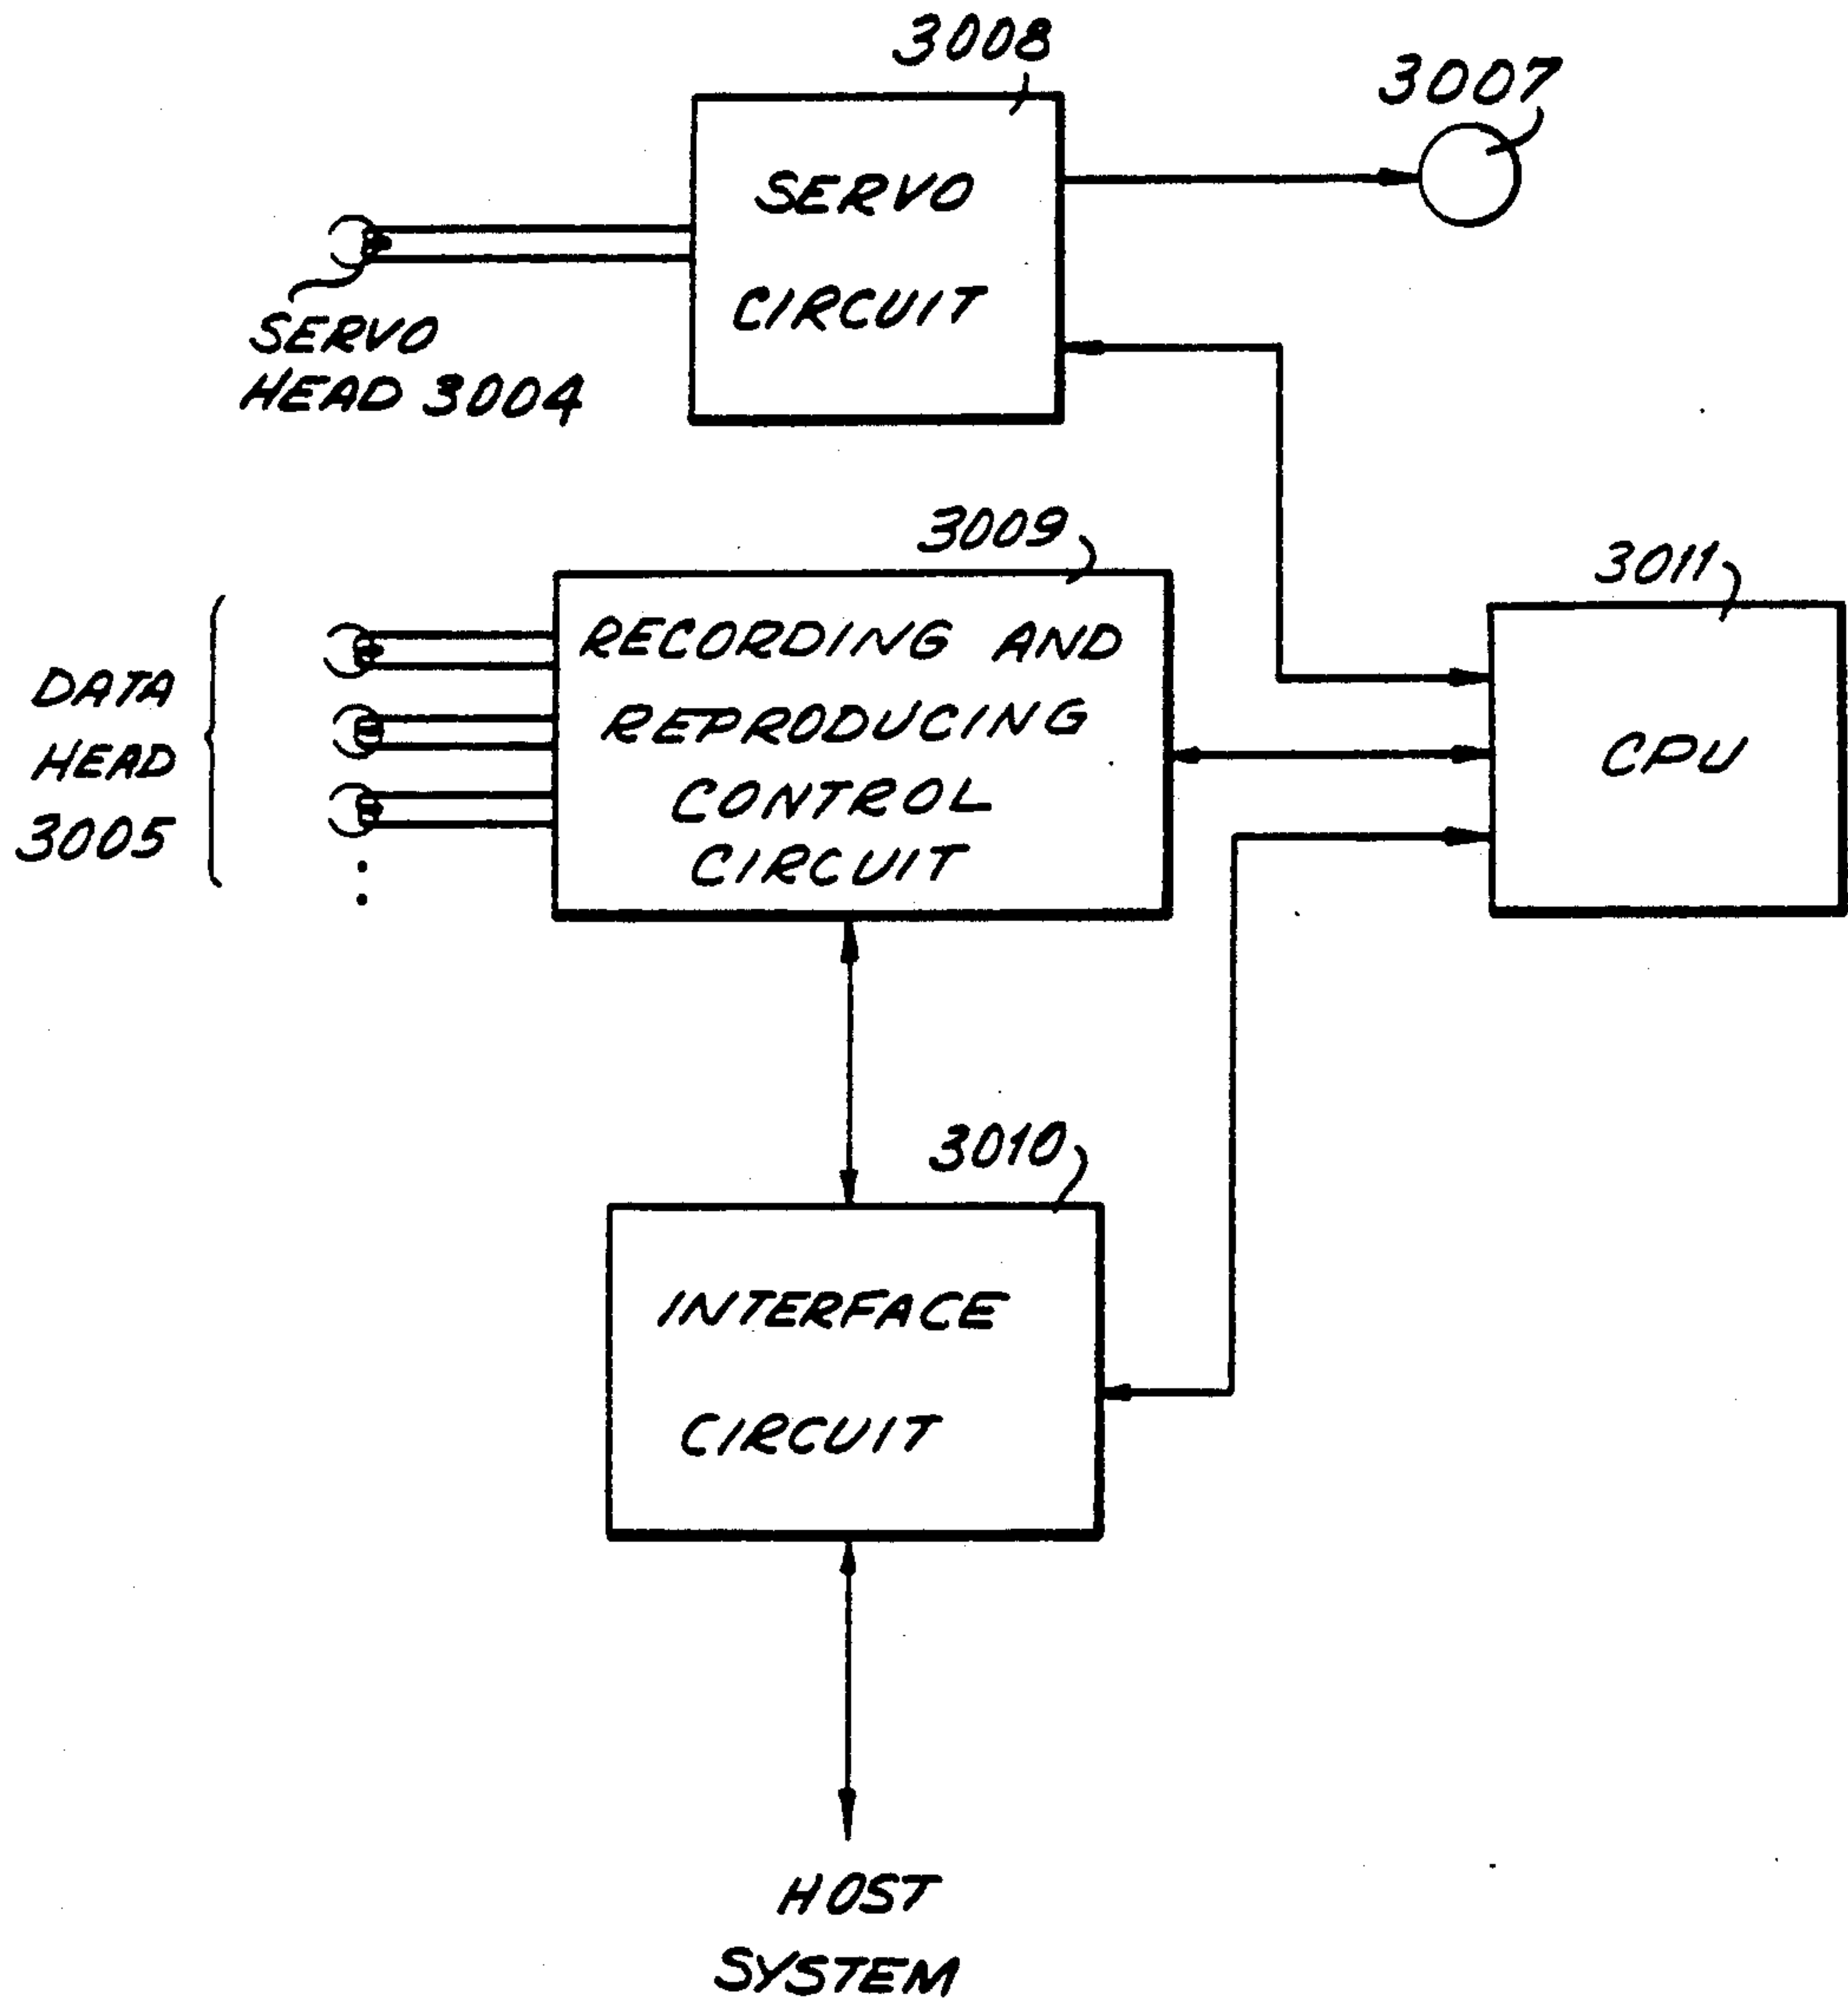 3008
3007
SERVO
CIRCUIT
SERVO
HEAD 3004
3009
3011
RECORDING AND
REPRODUCING
CONTROL
CIRCUIT
DATA
HEAD
3005
CPU
3010
INTERFACE
CIRCUIT
HOST
SYSTEM